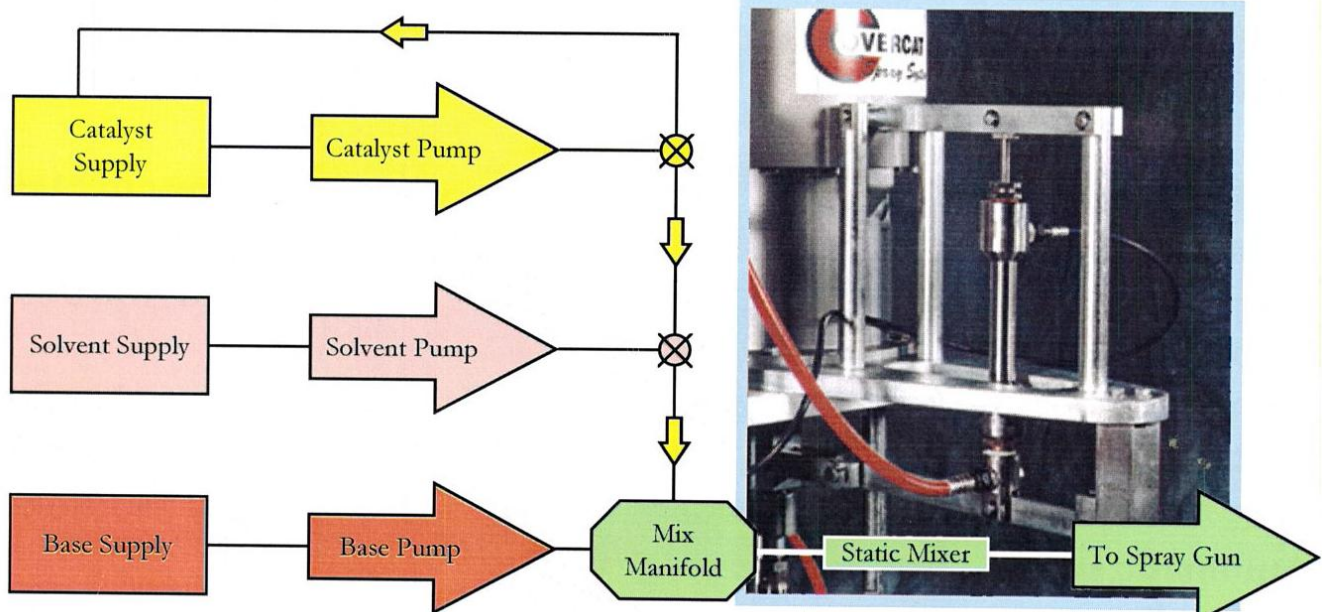 VERCAT
Catalyst
Supply
Catalyst Pump
Solvent Supply
Solvent Pump
Base Supply
Base Pump
Mix
Manifold
Static Mixer
To Spray Gun